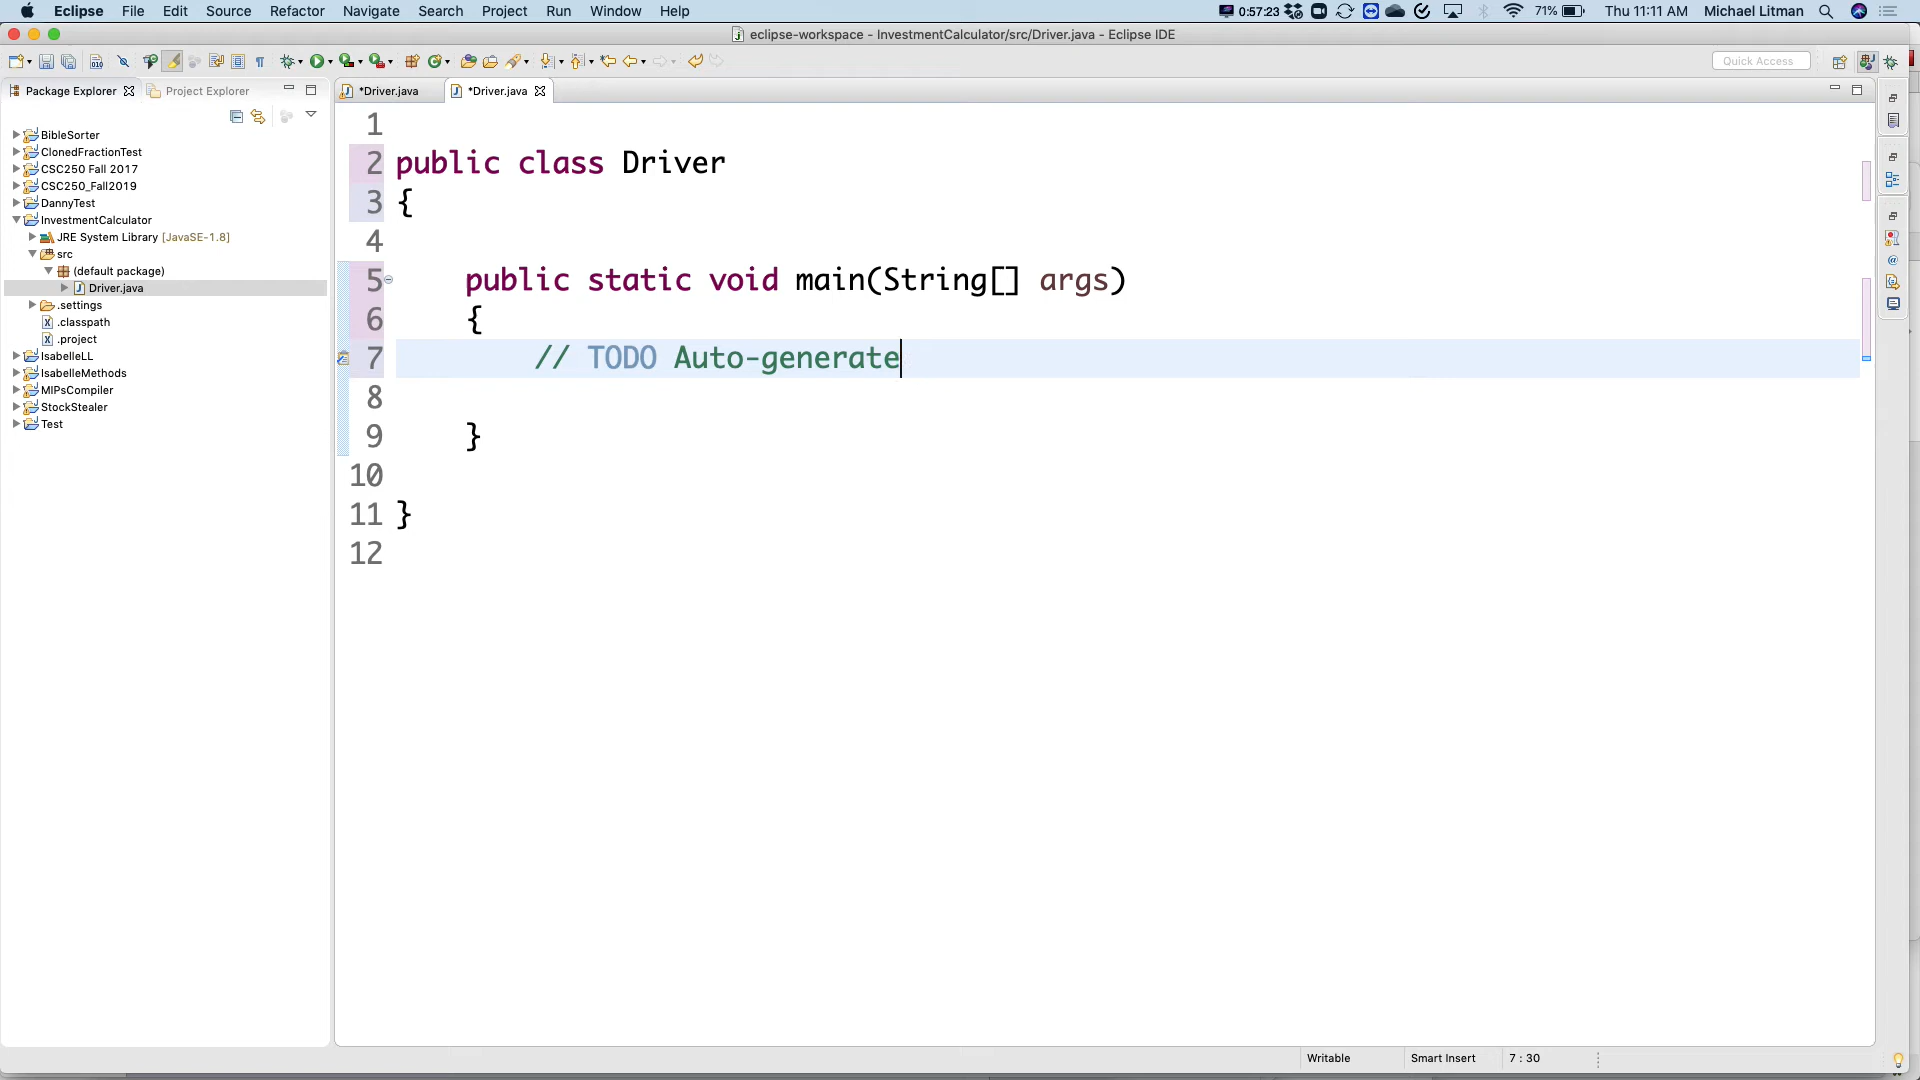 Eclipse File Edit Source Refactor Navigate Search Project Run Window Help 0:57:23 71% Thu 11:11 AM Michael Litman
eclipse-workspace - InvestmentCalculator/src/Driver.java - Eclipse IDE
Quick Access
Package Explorer Project Explorer
*Driver.java *Driver.java
BibleSorter
ClonedFractionTest
CSC250 Fall 2017
CSC250_Fall2019
DannyTest
InvestmentCalculator
JRE System Library [JavaSE-1.8]
src
(default package)
Driver.java
.settings
.classpath
.project
IsabelleLL
IsabelleMethods
MIPsCompiler
StockStealer
Test
1
2 public class Driver
3 {
4
5 public static void main(String[] args)
6 {
7 // TODO Auto-generate
8
9 }
10
11 }
12
Writable Smart Insert 7 : 30